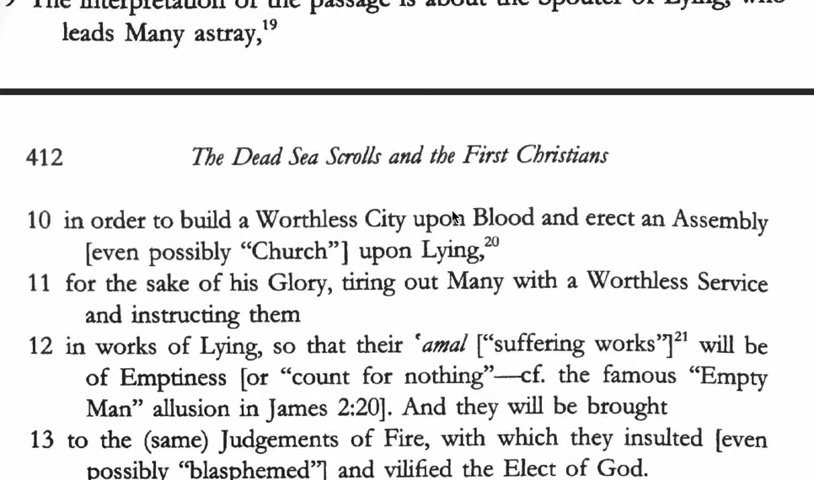 The interpretation of the passage is about the Spouter of Lying, who
leads Many astray,19
412 The Dead Sea Scrolls and the First Christians
10 in order to build a Worthless City upon Blood and erect an Assembly
[even possibly “Church”] upon Lying,20
11 for the sake of his Glory, tiring out Many with a Worthless Service
and instructing them
12 in works of Lying, so that their ‘amal [“suffering works”]21 will be
of Emptiness [or “count for nothing”—cf. the famous “Empty
Man” allusion in James 2:20]. And they will be brought
13 to the (same) Judgements of Fire, with which they insulted [even
possibly “blasphemed”] and vilified the Elect of God.